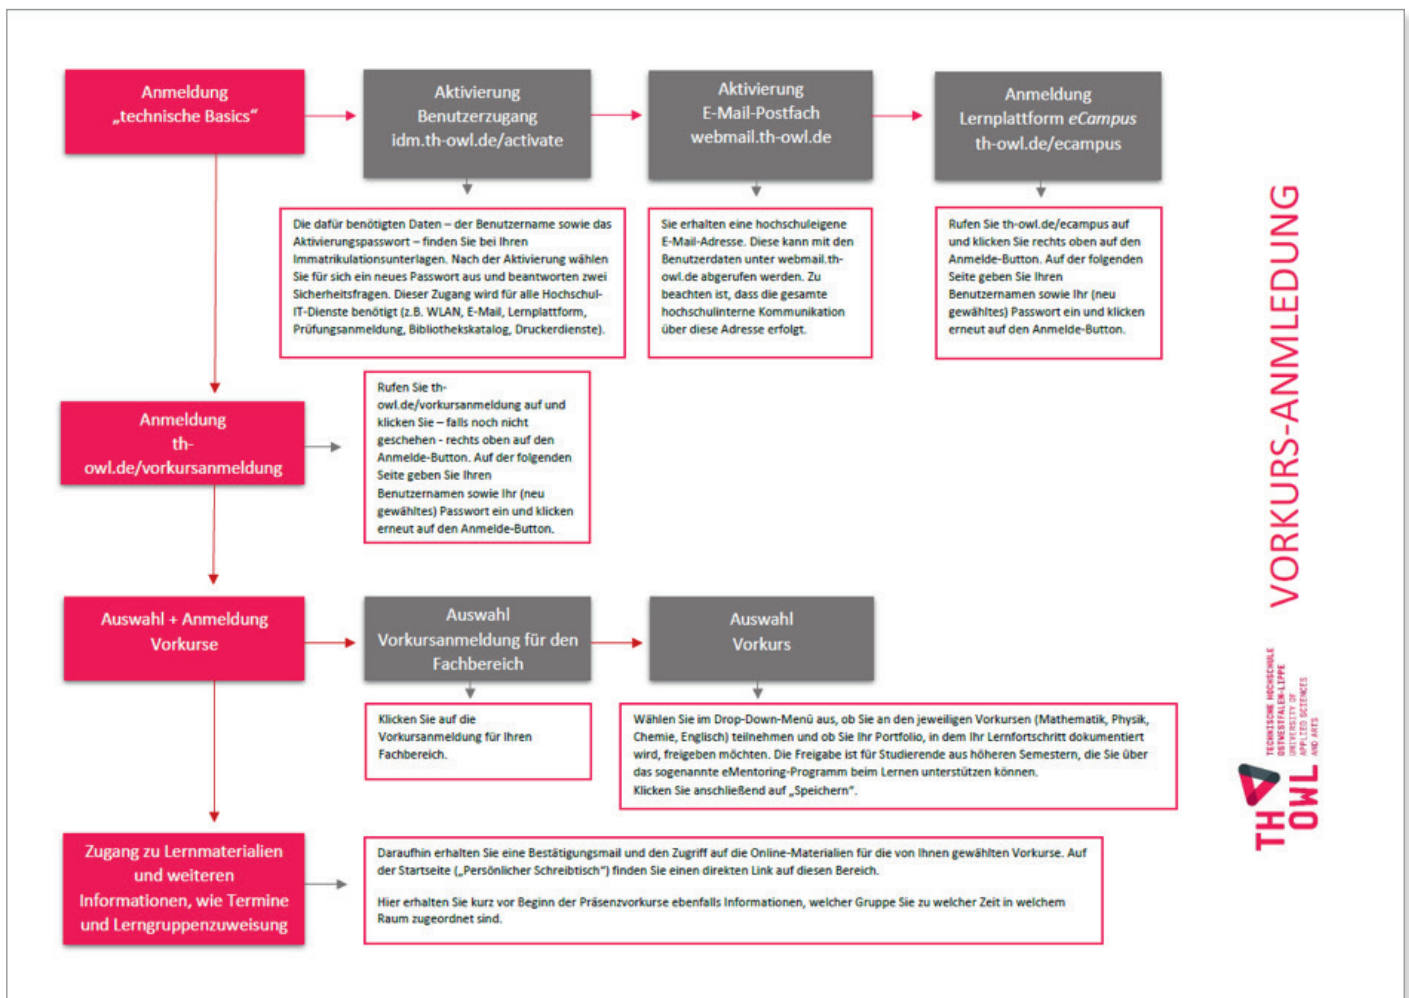 Anmeldung
„technische Basics“
Aktivierung
Benutzerzugang
idm.th-owl.de/activate
Aktivierung
E-Mail-Postfach
webmail.th-owl.de
Anmeldung
Lernplattform eCampus
th-owl.de/ecampus
Die dafür benötigten Daten – der Benutzername sowie das
Aktivierungspasswort – finden Sie bei Ihren
Immatrikulationsunterlagen. Nach der Aktivierung wählen
Sie für sich ein neues Passwort aus und beantworten zwei
Sicherheitsfragen. Dieser Zugang wird für alle Hochschul-
IT-Dienste benötigt (z.B. WLAN, E-Mail, Lernplattform,
Prüfungsanmeldung, Bibliothekskatalog, Druckerdienste).
Sie erhalten eine hochschuleigene
E-Mail-Adresse. Diese kann mit den
Benutzerdaten unter webmail.th-
owl.de abgerufen werden. Zu
beachten ist, dass die gesamte
hochschulinterne Kommunikation
über diese Adresse erfolgt.
Rufen Sie th-owl.de/ecampus auf
und klicken Sie rechts oben auf den
Anmelde-Button. Auf der folgenden
Seite geben Sie Ihren
Benutzernamen sowie Ihr (neu
gewähltes) Passwort ein und klicken
erneut auf den Anmelde-Button.
Anmeldung
th-
owl.de/vorkursanmeldung
Rufen Sie th-
owl.de/vorkursanmeldung auf und
klicken Sie – falls noch nicht
geschehen - rechts oben auf den
Anmelde-Button. Auf der folgenden
Seite geben Sie Ihren
Benutzernamen sowie Ihr (neu
gewähltes) Passwort ein und klicken
erneut auf den Anmelde-Button.
Auswahl + Anmeldung
Vorkurse
Auswahl
Vorkursanmeldung für den
Fachbereich
Auswahl
Vorkurs
Klicken Sie auf die
Vorkursanmeldung für Ihren
Fachbereich.
Wählen Sie im Drop-Down-Menü aus, ob Sie an den jeweiligen Vorkursen (Mathematik, Physik,
Chemie, Englisch) teilnehmen und ob Sie Ihr Portfolio, in dem Ihr Lernfortschritt dokumentiert
wird, freigeben möchten. Die Freigabe ist für Studierende aus höheren Semestern, die Sie über
das sogenannte eMentoring-Programm beim Lernen unterstützen können.
Klicken Sie anschließend auf „Speichern“.
Zugang zu Lernmaterialien
und weiteren
Informationen, wie Termine
und Lerngruppenzuweisung
Daraufhin erhalten Sie eine Bestätigungsmail und den Zugriff auf die Online-Materialien für die von Ihnen gewählten Vorkurse. Auf
der Startseite („Persönlicher Schreibtisch“) finden Sie einen direkten Link auf diesen Bereich.
Hier erhalten Sie kurz vor Beginn der Präsenzvorkurse ebenfalls Informationen, welcher Gruppe Sie zu welcher Zeit in welchem
Raum zugeordnet sind.
VORKURS-ANMLEDUNG
TH
OWL
TECHNISCHE HOCHSCHULE
OSTWESTFALEN-LIPPE
UNIVERSITY OF
APPLIED SCIENCES
AND ARTS